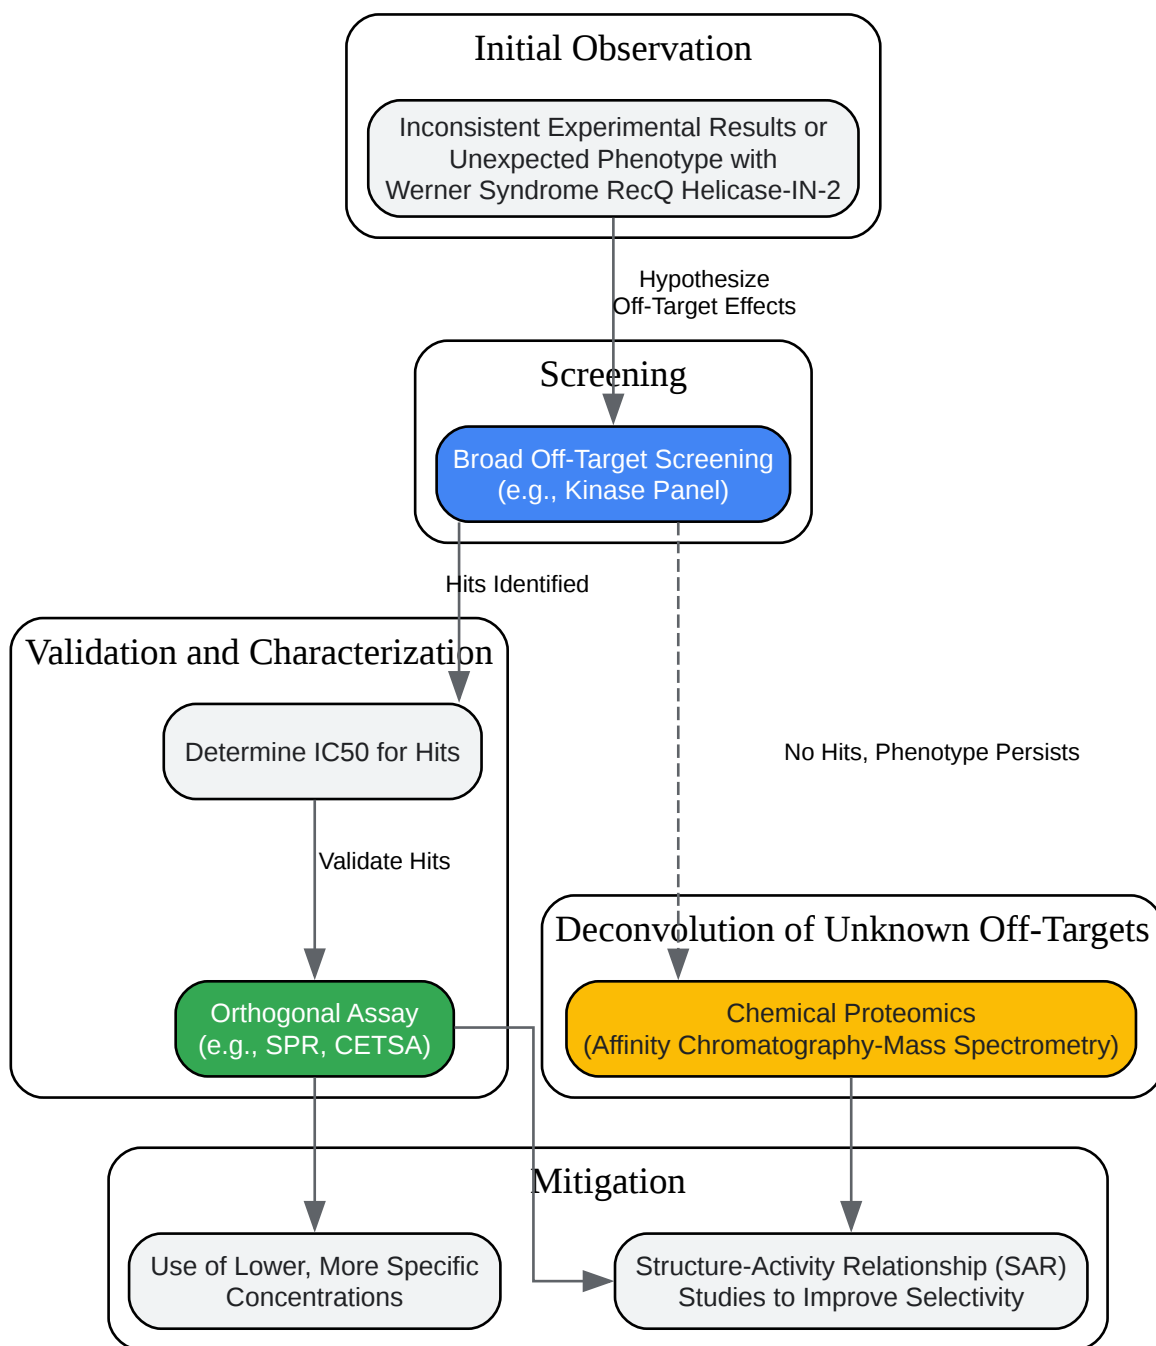 Initial Observation
Inconsistent Experimental Results or
Unexpected Phenotype with
Werner Syndrome RecQ Helicase-IN-2
Hypothesize
Off-Target Effects
Screening
Broad Off-Target Screening
(e.g., Kinase Panel)
Hits Identified
Validation and Characterization
Determine IC50 for Hits
No Hits, Phenotype Persists
Validate Hits
Deconvolution of Unknown Off-Targets
Orthogonal Assay
(e.g., SPR, CETSA)
Chemical Proteomics
(Affinity Chromatography-Mass Spectrometry)
Mitigation
Use of Lower, More Specific
Concentrations
Structure-Activity Relationship (SAR)
Studies to Improve Selectivity